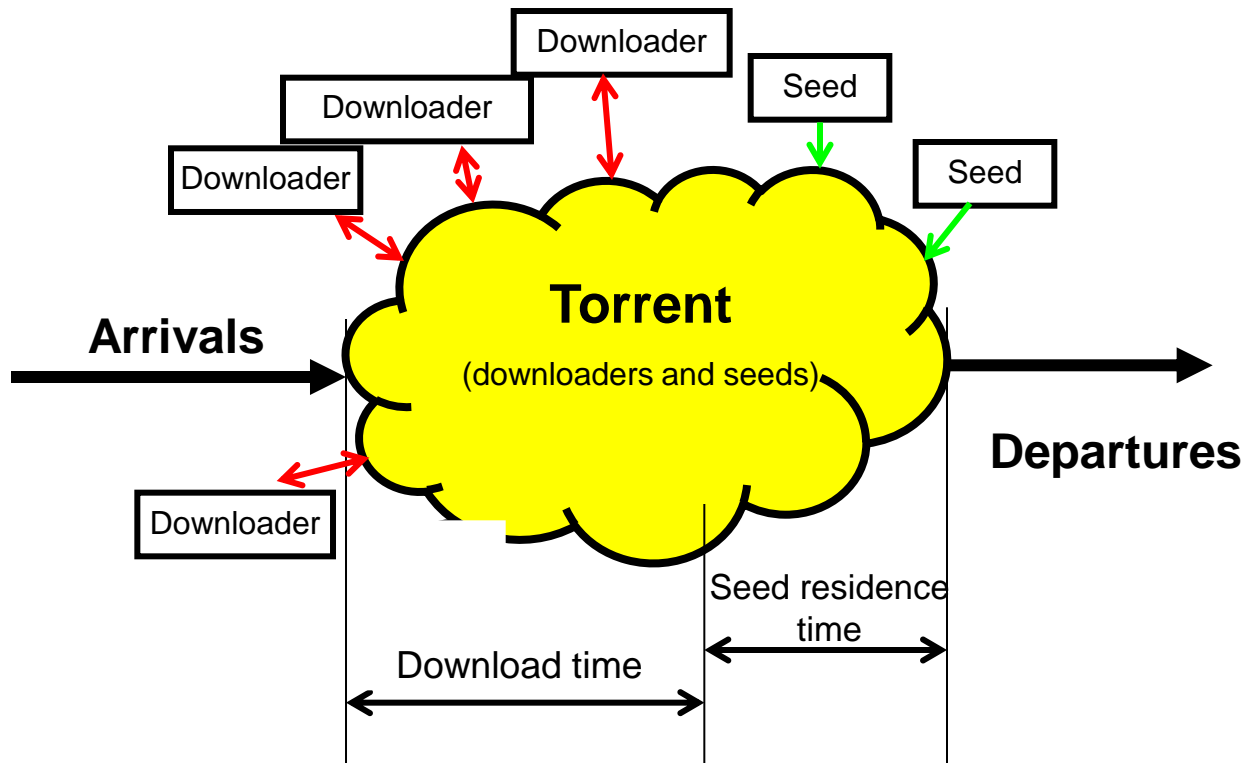 Downloader
Seed
Downloader
Downloader
Seed
Torrent
Arrivals
(downloaders and seeds)
Departures
Downloader
Seed residence
time
Download time